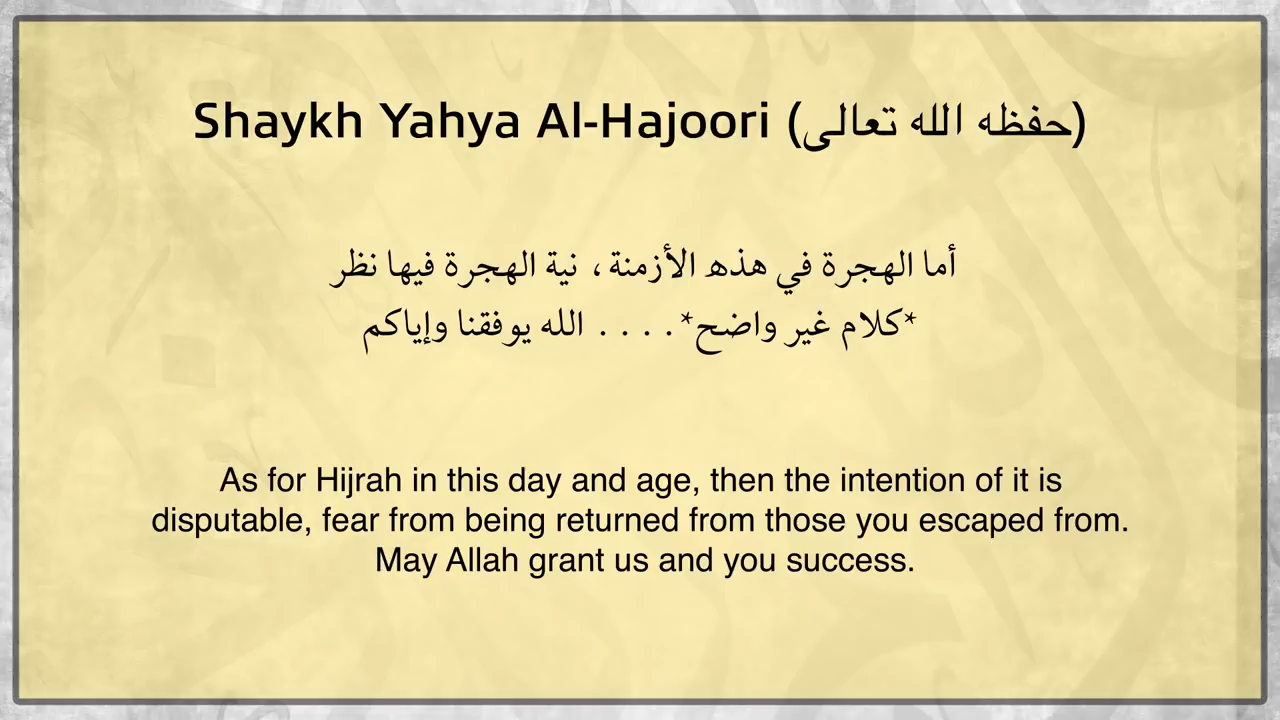 Shaykh Yahya Al-Hajoori (حفظه الله تعالى)
أما الهجرة في هذه الأزمنة، نية الهجرة فيها نظر
*كلام غير واضح*.... الله يوفقنا وإياكم
As for Hijrah in this day and age, then the intention of it is
disputable, fear from being returned from those you escaped from.
May Allah grant us and you success.